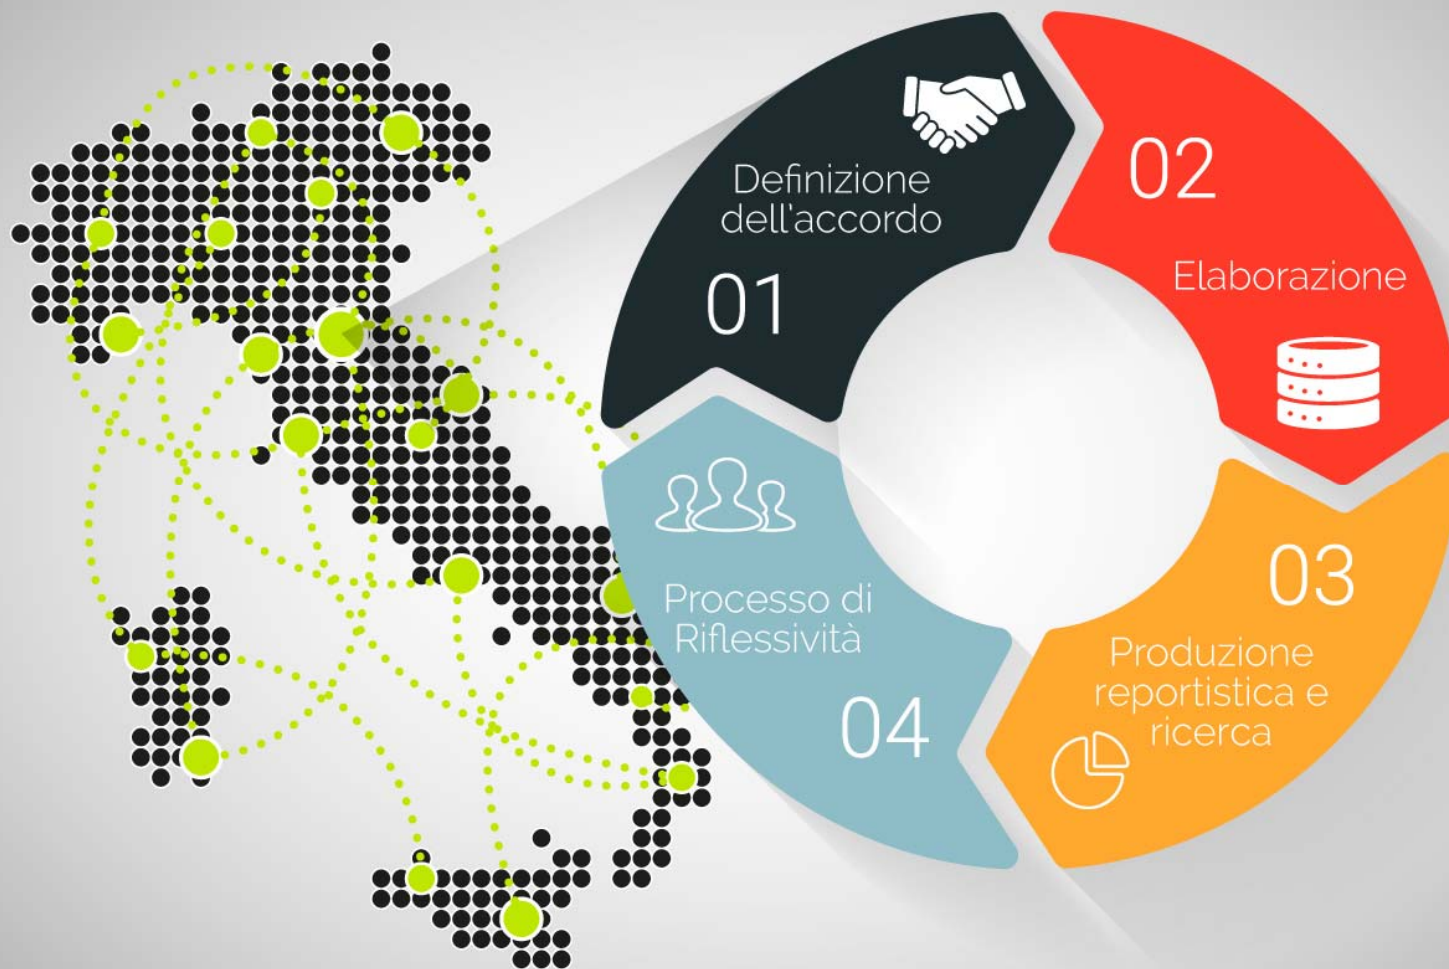 Definizione
dell'accordo
01
02
Elaborazione
03
Produzione
reportistica e
ricerca
Processo di
Riflessività
04